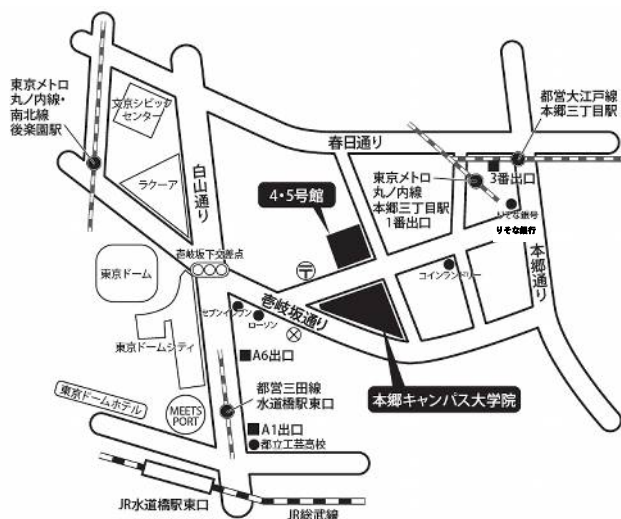 東京メトロ
丸ノ内線・
南北線
後楽園駅
文京シビック
センター
ラクーア
白山通り
春日通り
都営大江戸線
本郷三丁目駅
3番出口
東京メトロ
丸ノ内線
本郷三丁目駅
1番出口
りそな銀号
りそな銀行
本郷通り
4・5号館
〒
壱岐坂下交差点
東京ドーム
コインランドリー
セブンイレブン
ローソン
壱岐坂通り
東京ドームシティ
A6出口
本郷キャンパス大学院
東京ドームホテル
MEETS
PORT
都営三田線
水道橋駅東口
A1出口
都立工芸高校
JR水道橋駅東口
JR総武線